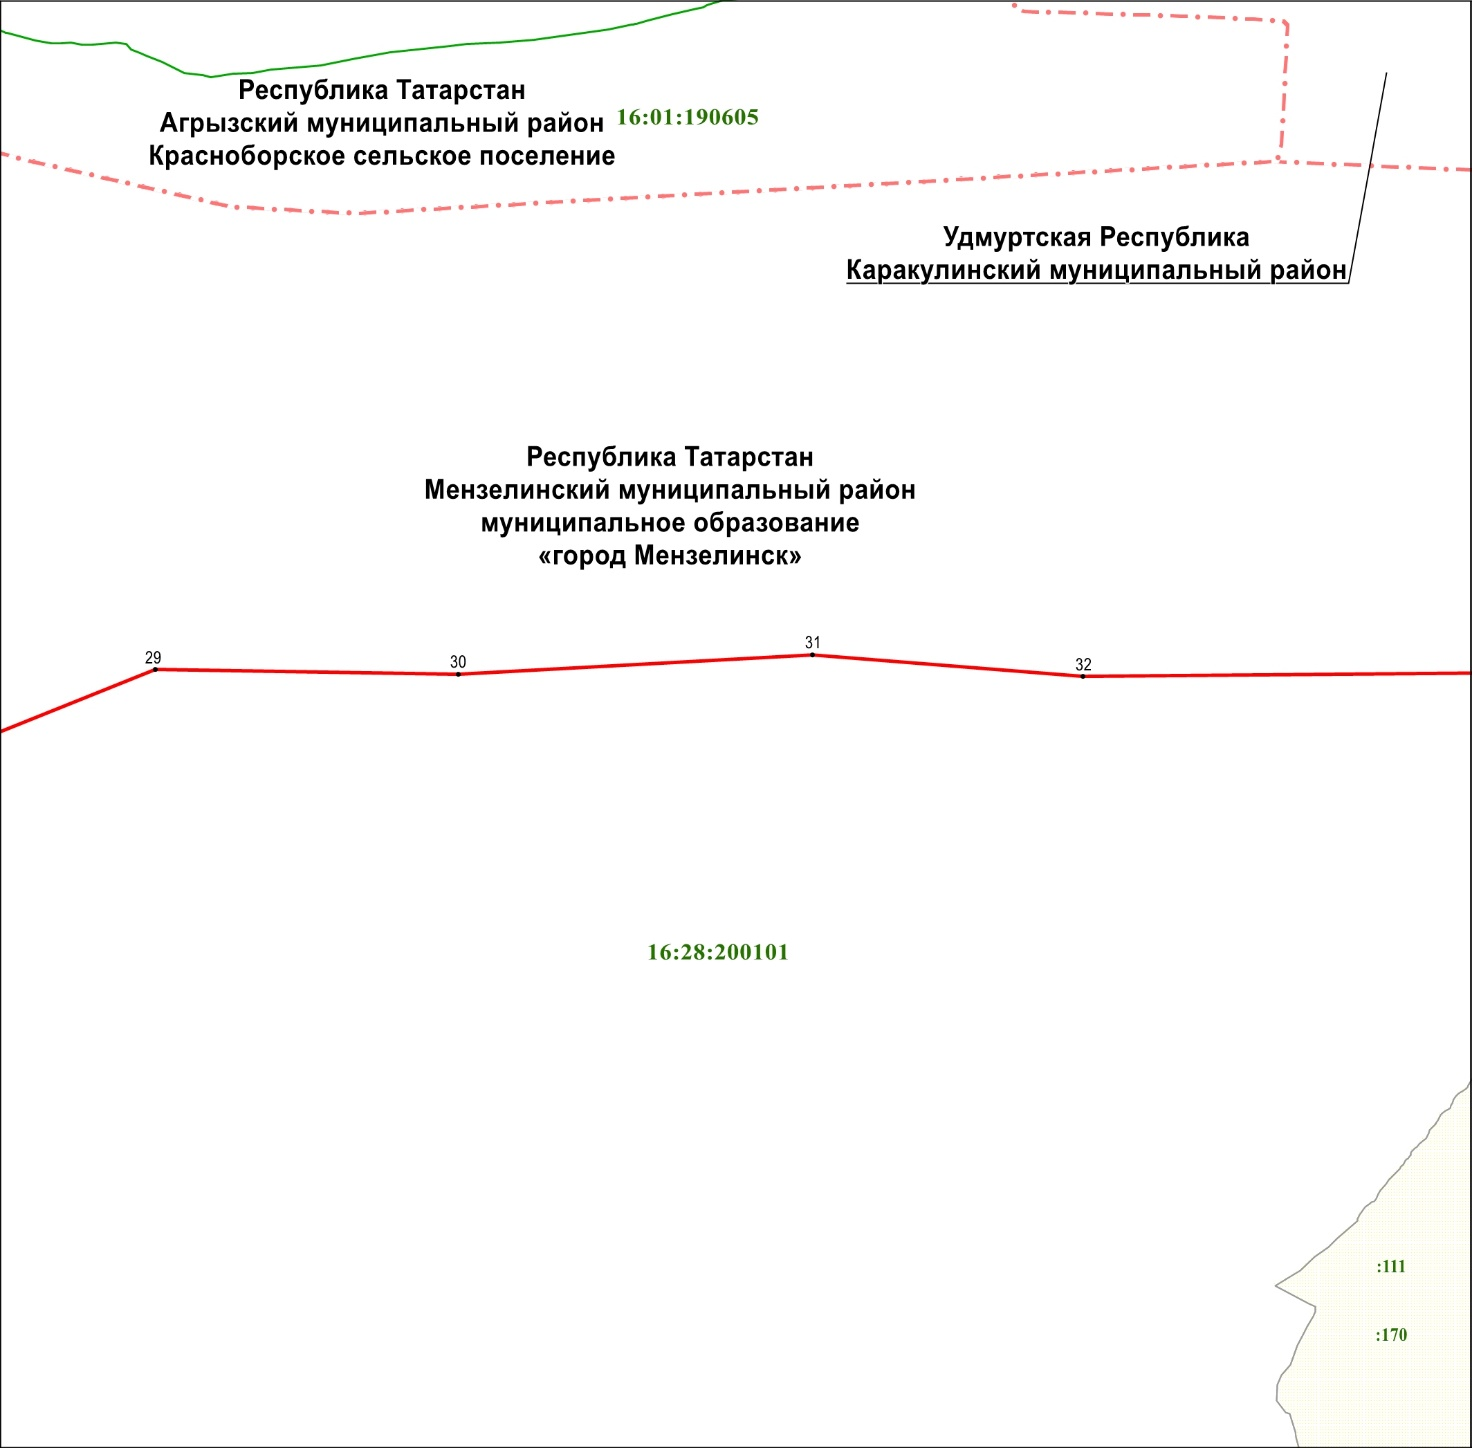 Республика Татарстан
Агрызский муниципальный район
Красноборское сельское поселение
16:01:190605
Удмуртская Республика
Каракулинский муниципальный район
Республика Татарстан
Мензелинский муниципальный район
муниципальное образование
«город Мензелинск»
29
30
31
32
16:28:200101
:111
:170